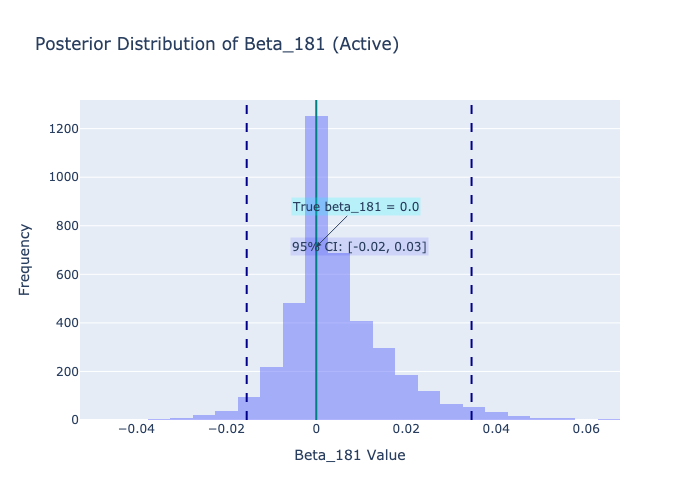 Posterior Distribution of Beta_181 (Active)
1200
1000
800
600
400
200
0
Frequency
True beta_181 = 0.0
95% CI: [-0.02, 0.03]
−0.04
−0.02
0
0.02
0.04
0.06
Beta_181 Value